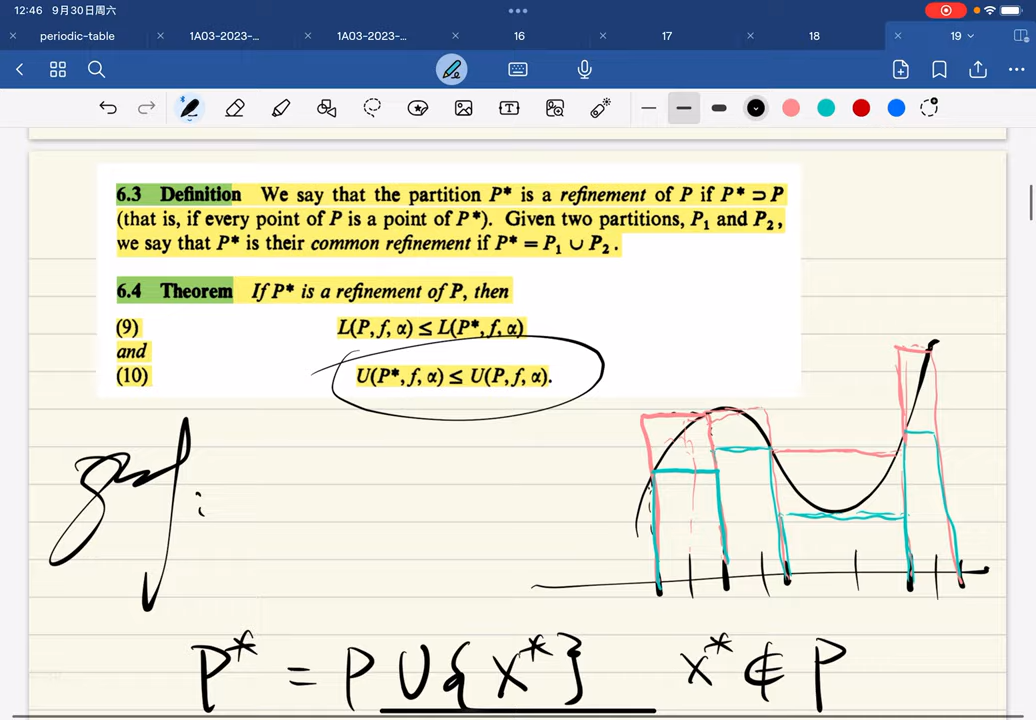 12:46 9月30日周六
periodic-table 1A03-2023-... 1A03-2023-... 16 17 18 19
6.3 Definition We say that the partition P* is a refinement of P if P* ⊃ P
(that is, if every point of P is a point of P*). Given two partitions, P₁ and P₂,
we say that P* is their common refinement if P* = P₁ ∪ P₂.
6.4 Theorem If P* is a refinement of P, then
(9) L(P, f, α) ≤ L(P*, f, α)
and
(10) U(P*, f, α) ≤ U(P, f, α).
P* = P U {x*} x* ∉ P